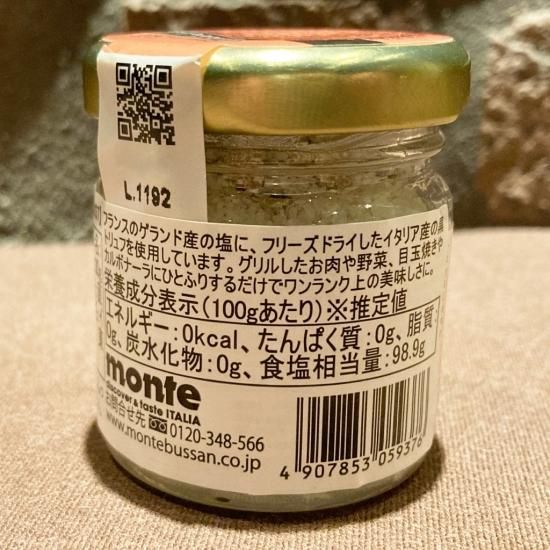 L.1192
フランスのゲランド産の塩に、フリーズドライしたイタリア産の黒
トリュフを使用しています。グリルしたお肉や野菜、目玉焼きや
カルボナーラにひとふりするだけでワンランク上の美味しさに。
栄養成分表示(100gあたり)※推定値
エネルギー:0kcal、たんぱく質:0g、脂質:
0g、炭水化物:0g、食塩相当量:98.9g
monte
discover & taste ITALIA
お問合せ先 0120-348-566
www.montebussan.co.jp
4 907853 059376